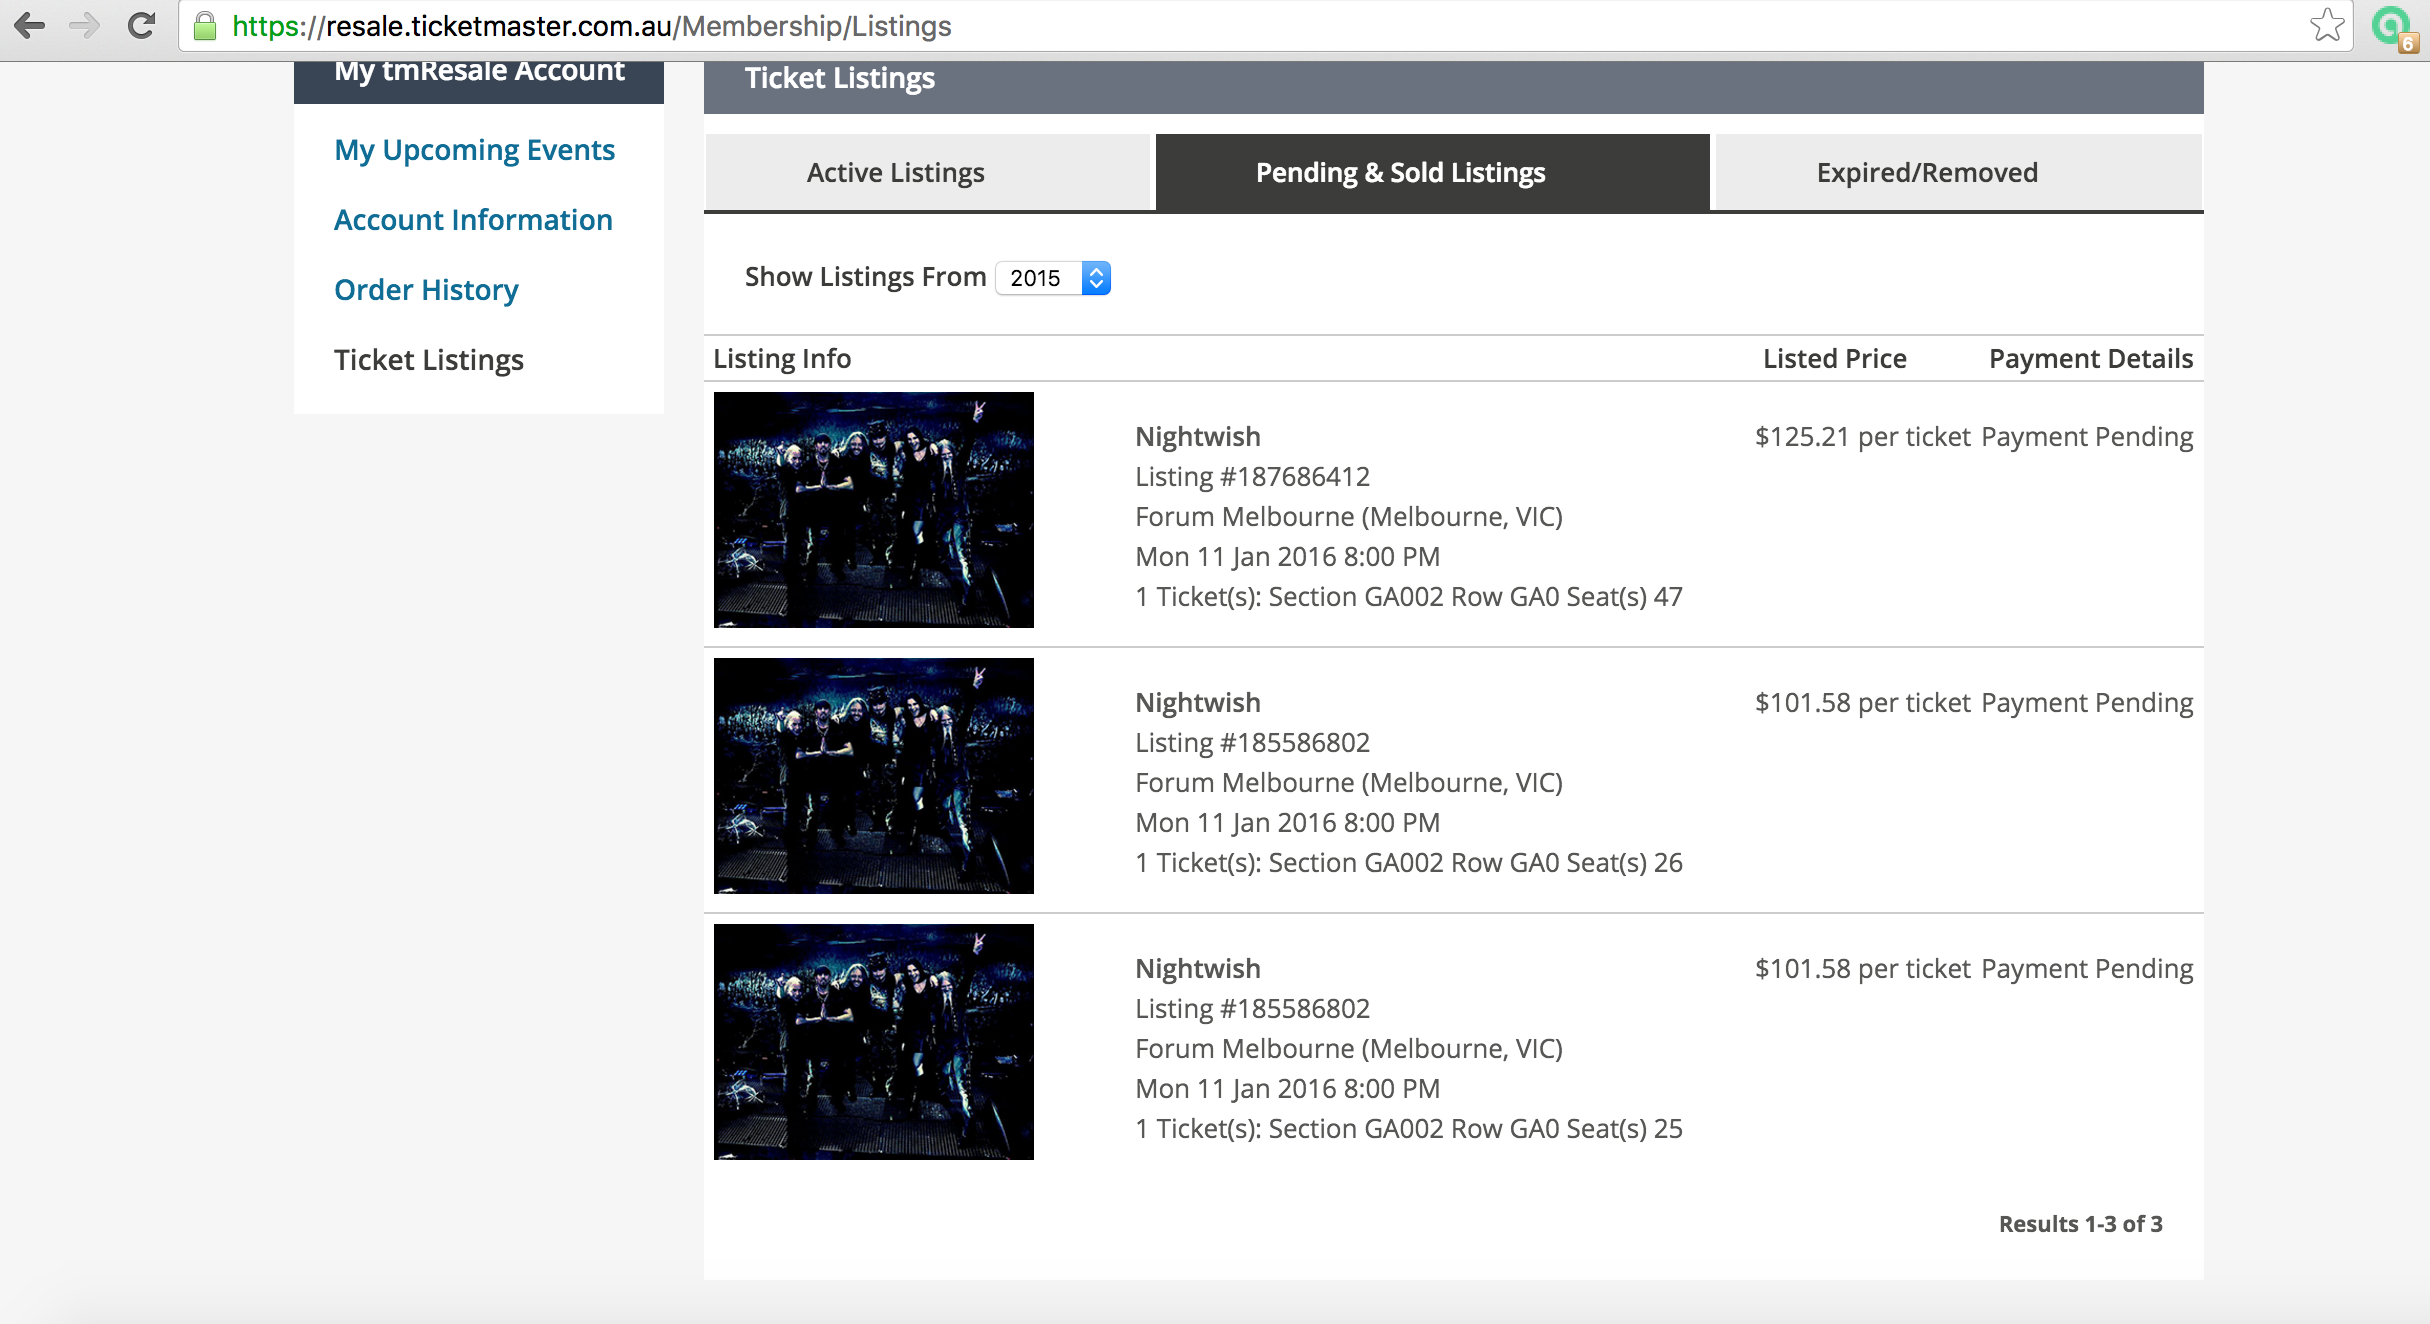 https://resale.ticketmaster.com.au/Membership/Listings
6
My tmResale Account
My Upcoming Events
Account Information
Order History
Ticket Listings
Ticket Listings
Active Listings
Pending & Sold Listings
Expired/Removed
Show Listings From 2015
Listing Info Listed Price Payment Details
Nightwish $125.21 per ticket Payment Pending
Listing #187686412
Forum Melbourne (Melbourne, VIC)
Mon 11 Jan 2016 8:00 PM
1 Ticket(s): Section GA002 Row GA0 Seat(s) 47
Nightwish $101.58 per ticket Payment Pending
Listing #185586802
Forum Melbourne (Melbourne, VIC)
Mon 11 Jan 2016 8:00 PM
1 Ticket(s): Section GA002 Row GA0 Seat(s) 26
Nightwish $101.58 per ticket Payment Pending
Listing #185586802
Forum Melbourne (Melbourne, VIC)
Mon 11 Jan 2016 8:00 PM
1 Ticket(s): Section GA002 Row GA0 Seat(s) 25
Results 1-3 of 3